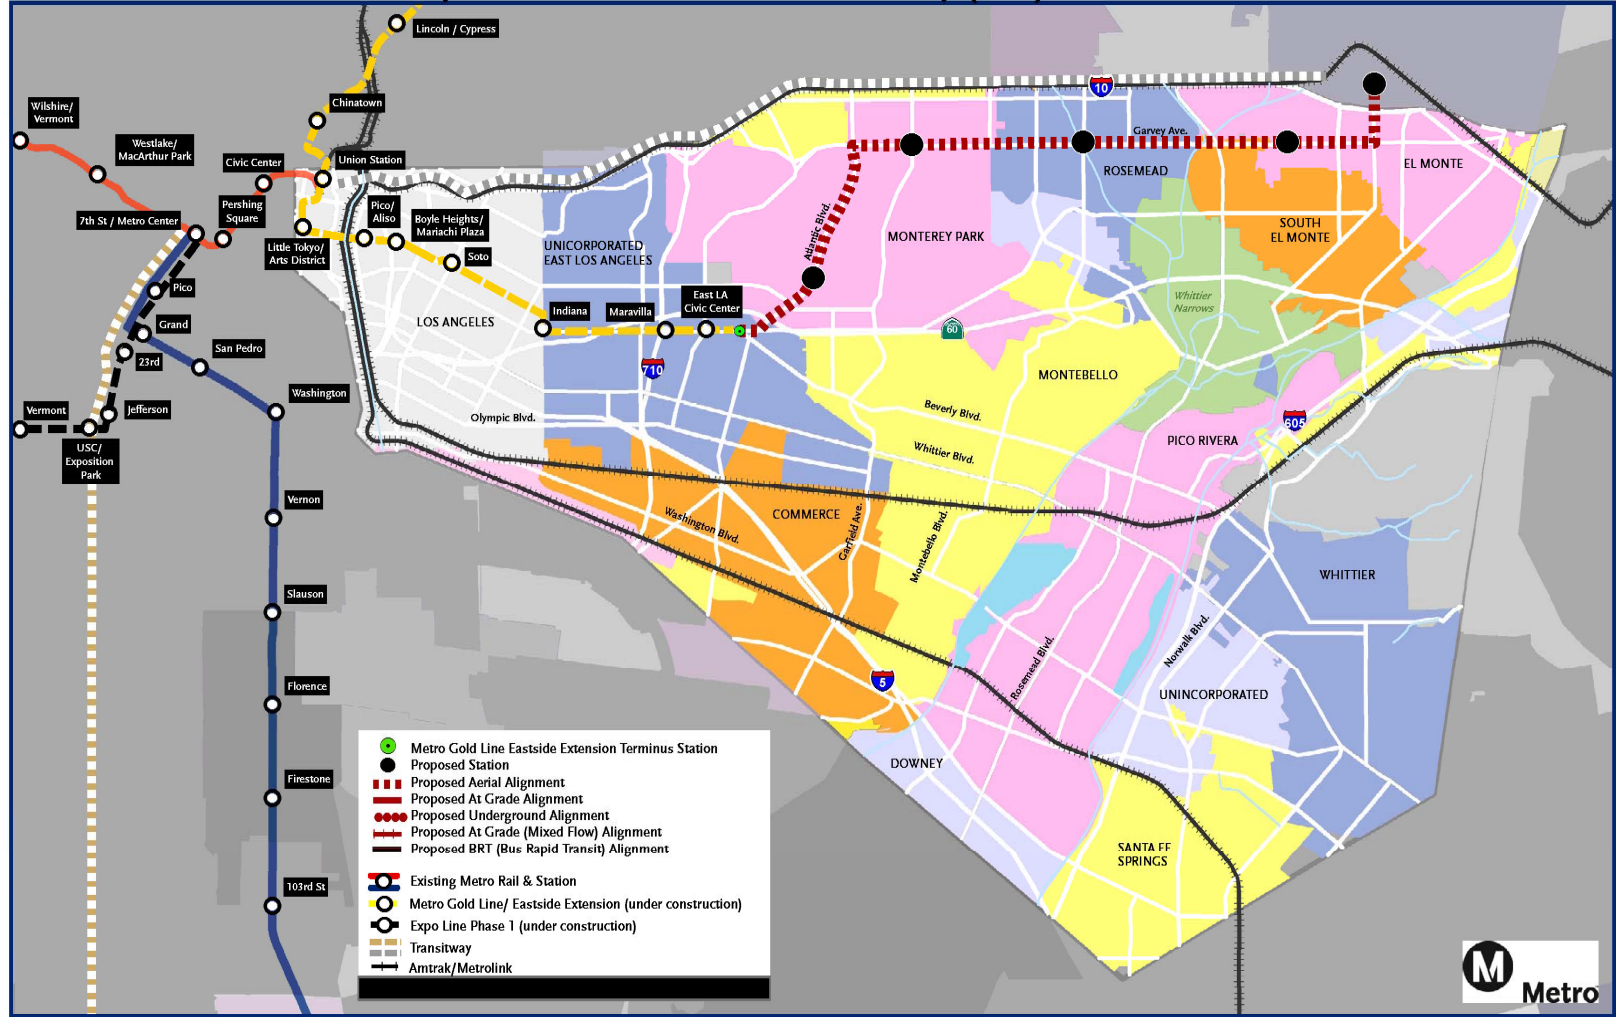 Lincoln / Cypress
Chinatown
Wilshire/
Vermont
Westlake/
MacArthur Park
Civic Center
Union Station
Pershing
Square
7th St / Metro Center
Pico/
Aliso
Boyle Heights/
Mariachi Plaza
Little Tokyo/
Arts District
Soto
Pico
Grand
23rd
San Pedro
Washington
Vermont
Jefferson
USC/
Exposition
Park
Vernon
Slauson
Florence
Firestone
103rd St
Indiana
Maravilla
East LA
Civic Center
10
Garvey Ave.
ROSEMEAD
EL MONTE
SOUTH
EL MONTE
Atlantic Blvd.
MONTEREY PARK
UNICORPORATED
EAST LOS ANGELES
LOS ANGELES
Whittier
Narrows
60
710
MONTEBELLO
Olympic Blvd.
Beverly Blvd.
Whittier Blvd.
PICO RIVERA
605
COMMERCE
Washington Blvd.
Garfield Ave.
Montebello Blvd.
WHITTIER
Norwalk Blvd.
Rosemead Blvd.
UNINCORPORATED
5
DOWNEY
SANTA FE
SPRINGS
Metro Gold Line Eastside Extension Terminus Station
Proposed Station
Proposed Aerial Alignment
Proposed At Grade Alignment
Proposed Underground Alignment
Proposed At Grade (Mixed Flow) Alignment
Proposed BRT (Bus Rapid Transit) Alignment
Existing Metro Rail & Station
Metro Gold Line/ Eastside Extension (under construction)
Expo Line Phase 1 (under construction)
Transitway
Amtrak/Metrolink
M
Metro